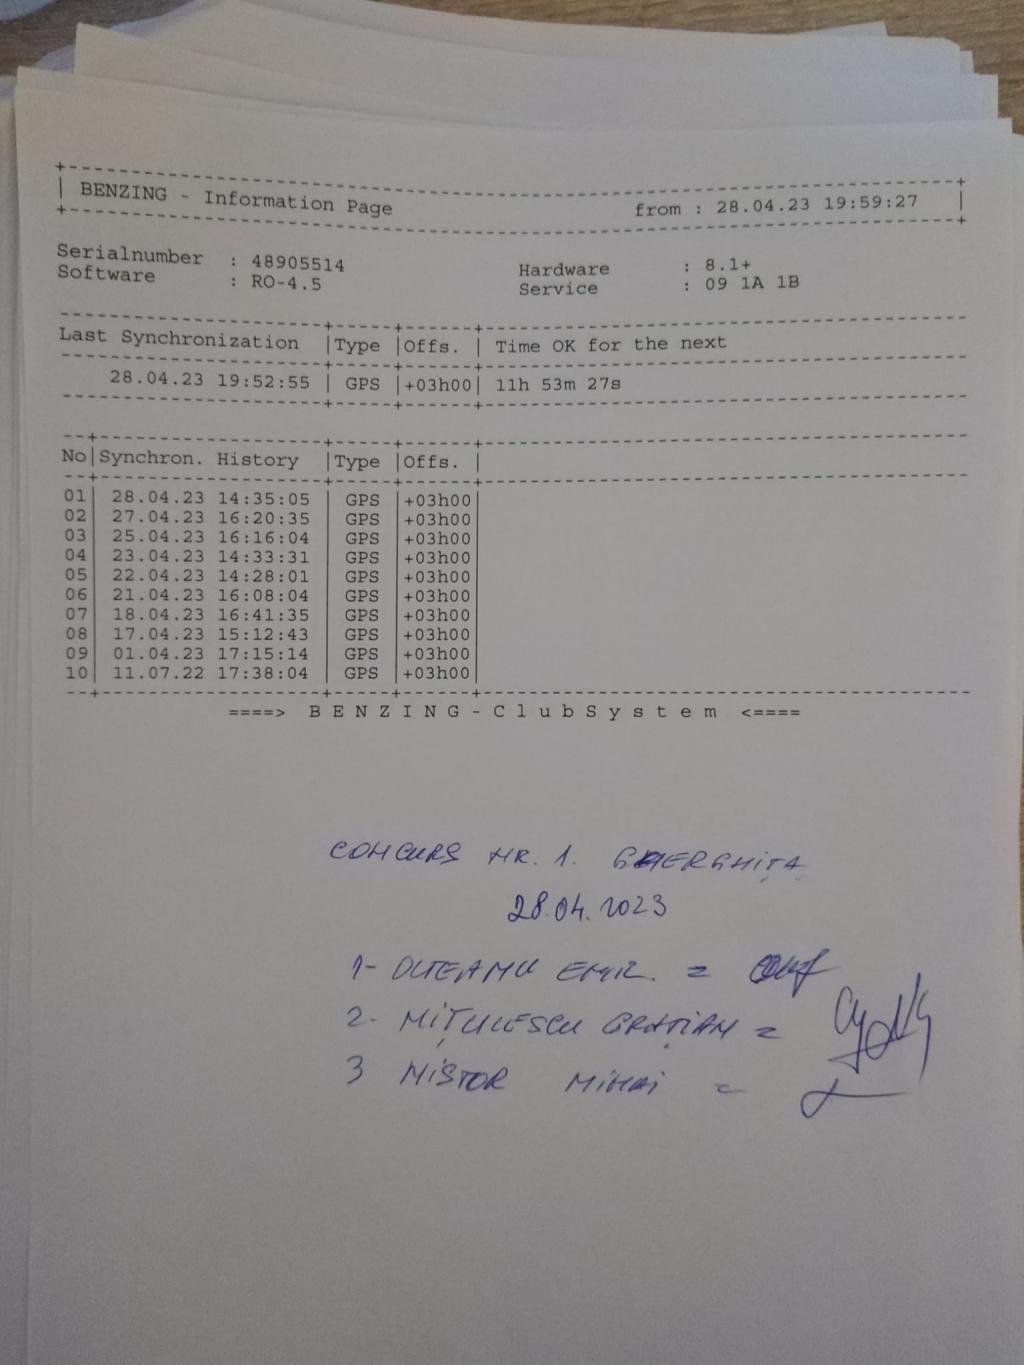 BENZING - Information Page from : 28.04.23 19:59:27
Serialnumber : 48905514 Hardware : 8.1+
Software : RO-4.5 Service : 09 1A 1B
Last Synchronization |Type |Offs. | Time OK for the next
28.04.23 19:52:55 | GPS |+03h00| 11h 53m 27s
No|Synchron. History |Type |Offs. |
01| 28.04.23 14:35:05 | GPS |+03h00|
02| 27.04.23 16:20:35 | GPS |+03h00|
03| 25.04.23 16:16:04 | GPS |+03h00|
04| 23.04.23 14:33:31 | GPS |+03h00|
05| 22.04.23 14:28:01 | GPS |+03h00|
06| 21.04.23 16:08:04 | GPS |+03h00|
07| 18.04.23 16:41:35 | GPS |+03h00|
08| 17.04.23 15:12:43 | GPS |+03h00|
09| 01.04.23 17:15:14 | GPS |+03h00|
10| 11.07.22 17:38:04 | GPS |+03h00|
====> B E N Z I N G - C l u b S y s t e m <====
CONCURS NR. 1. GHERGHIȚA
28.04.2023
1- OLTEANU EMIL =
2- MIȚULESCU GRAȚIAN =
3 NISTOR MIHAI =